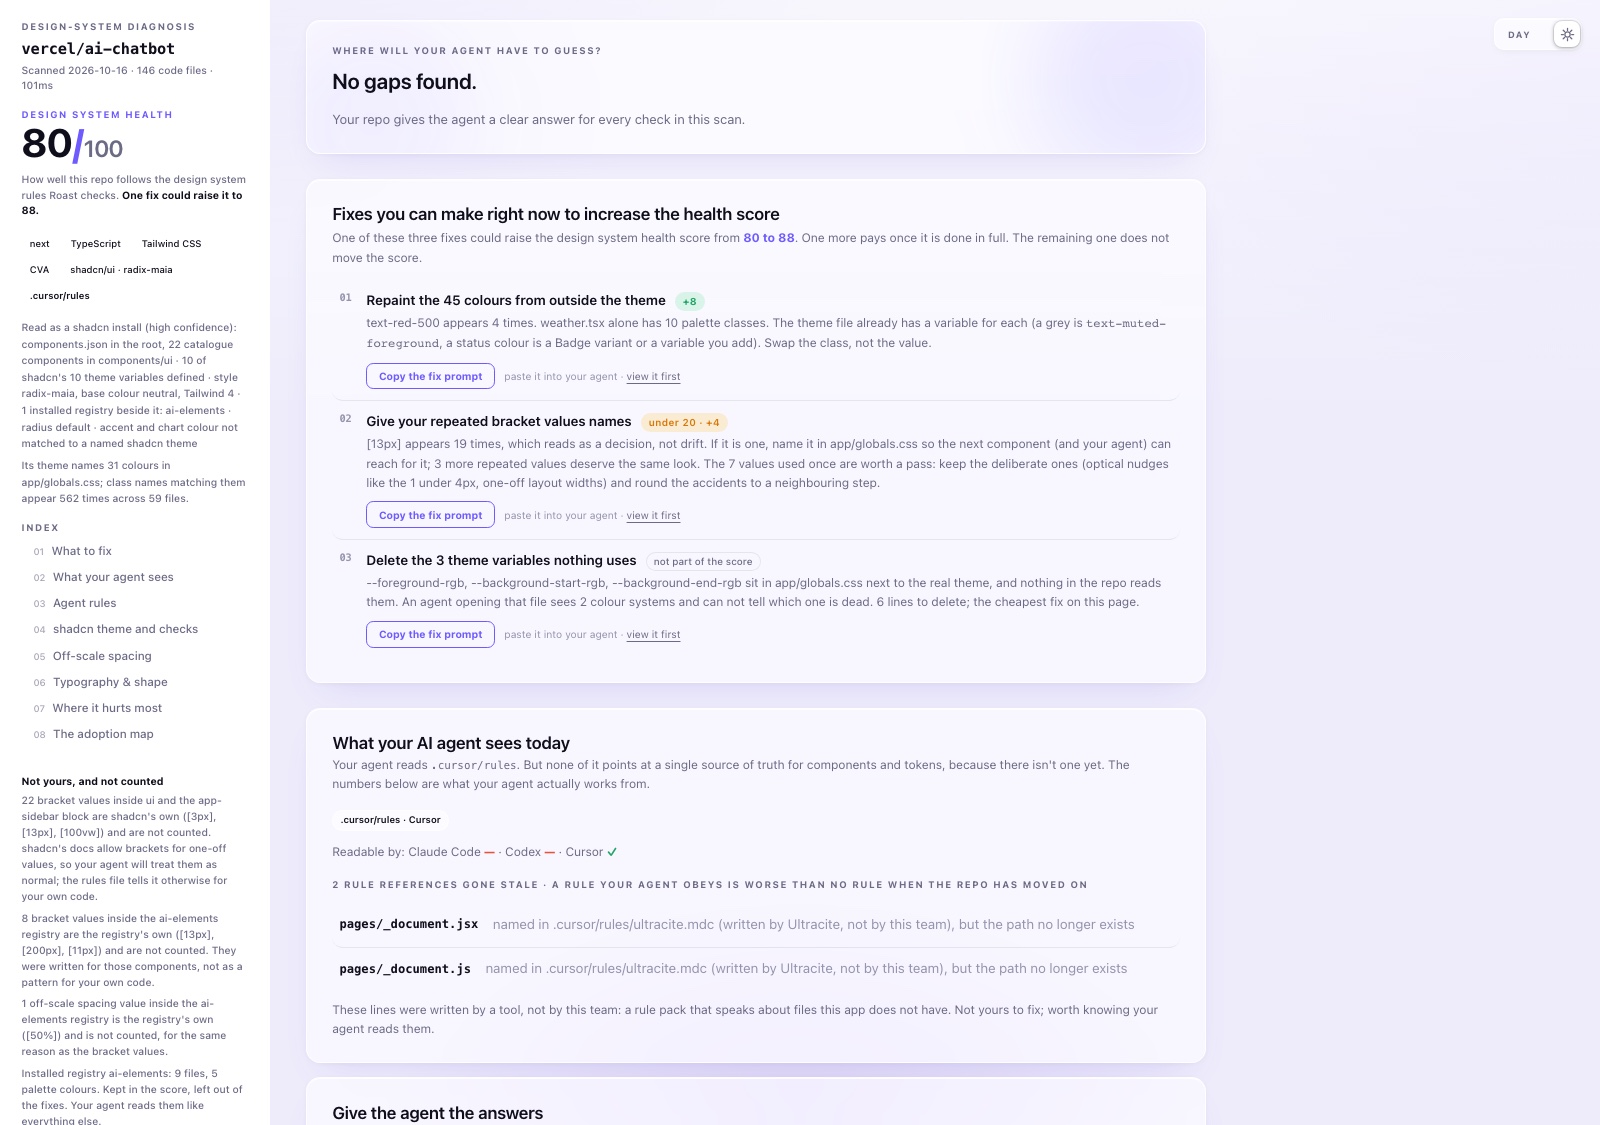 DESIGN-SYSTEM DIAGNOSIS
vercel/ai-chatbot
Scanned 2026-10-16 · 146 code files ·
101ms
DESIGN SYSTEM HEALTH
80/100
How well this repo follows the design system
rules Roast checks. One fix could raise it to
88.
next TypeScript Tailwind CSS
CVA shadcn/ui · radix-maia
.cursor/rules
Read as a shadcn install (high confidence):
components.json in the root, 22 catalogue
components in components/ui · 10 of
shadcn's 10 theme variables defined · style
radix-maia, base colour neutral, Tailwind 4 ·
1 installed registry beside it: ai-elements ·
radius default · accent and chart colour not
matched to a named shadcn theme
Its theme names 31 colours in
app/globals.css; class names matching them
appear 562 times across 59 files.
INDEX
01 What to fix
02 What your agent sees
03 Agent rules
04 shadcn theme and checks
05 Off-scale spacing
06 Typography & shape
07 Where it hurts most
08 The adoption map
Not yours, and not counted
22 bracket values inside ui and the app-
sidebar block are shadcn's own ([3px],
[13px], [100vw]) and are not counted.
shadcn's docs allow brackets for one-off
values, so your agent will treat them as
normal; the rules file tells it otherwise for
your own code.
8 bracket values inside the ai-elements
registry are the registry's own ([13px],
[200px], [11px]) and are not counted. They
were written for those components, not as a
pattern for your own code.
1 off-scale spacing value inside the ai-
elements registry is the registry's own
([50%]) and is not counted, for the same
reason as the bracket values.
Installed registry ai-elements: 9 files, 5
palette colours. Kept in the score, left out of
the fixes. Your agent reads them like
everything else.
DAY
WHERE WILL YOUR AGENT HAVE TO GUESS?
No gaps found.
Your repo gives the agent a clear answer for every check in this scan.
Fixes you can make right now to increase the health score
One of these three fixes could raise the design system health score from 80 to 88. One more pays once it is done in full. The remaining one does not
move the score.
01 Repaint the 45 colours from outside the theme +8
text-red-500 appears 4 times. weather.tsx alone has 10 palette classes. The theme file already has a variable for each (a grey is text-muted-
foreground, a status colour is a Badge variant or a variable you add). Swap the class, not the value.
Copy the fix prompt paste it into your agent · view it first
02 Give your repeated bracket values names under 20 · +4
[13px] appears 19 times, which reads as a decision, not drift. If it is one, name it in app/globals.css so the next component (and your agent) can
reach for it; 3 more repeated values deserve the same look. The 7 values used once are worth a pass: keep the deliberate ones (optical nudges
like the 1 under 4px, one-off layout widths) and round the accidents to a neighbouring step.
Copy the fix prompt paste it into your agent · view it first
03 Delete the 3 theme variables nothing uses not part of the score
--foreground-rgb, --background-start-rgb, --background-end-rgb sit in app/globals.css next to the real theme, and nothing in the repo reads
them. An agent opening that file sees 2 colour systems and can not tell which one is dead. 6 lines to delete; the cheapest fix on this page.
Copy the fix prompt paste it into your agent · view it first
What your AI agent sees today
Your agent reads .cursor/rules. But none of it points at a single source of truth for components and tokens, because there isn't one yet. The
numbers below are what your agent actually works from.
.cursor/rules · Cursor
Readable by: Claude Code — · Codex — · Cursor ✓
2 RULE REFERENCES GONE STALE · A RULE YOUR AGENT OBEYS IS WORSE THAN NO RULE WHEN THE REPO HAS MOVED ON
pages/_document.jsx named in .cursor/rules/ultracite.mdc (written by Ultracite, not by this team), but the path no longer exists
pages/_document.js named in .cursor/rules/ultracite.mdc (written by Ultracite, not by this team), but the path no longer exists
These lines were written by a tool, not by this team: a rule pack that speaks about files this app does not have. Not yours to fix; worth knowing your
agent reads them.
Give the agent the answers